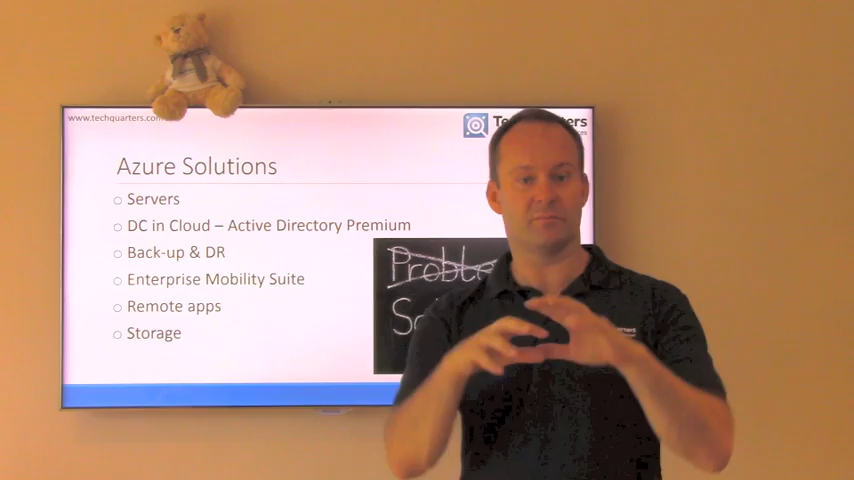 www.techquarters.com
Azure Solutions
Servers
DC in Cloud – Active Directory Premium
Back-up & DR
Enterprise Mobility Suite
Remote apps
Storage